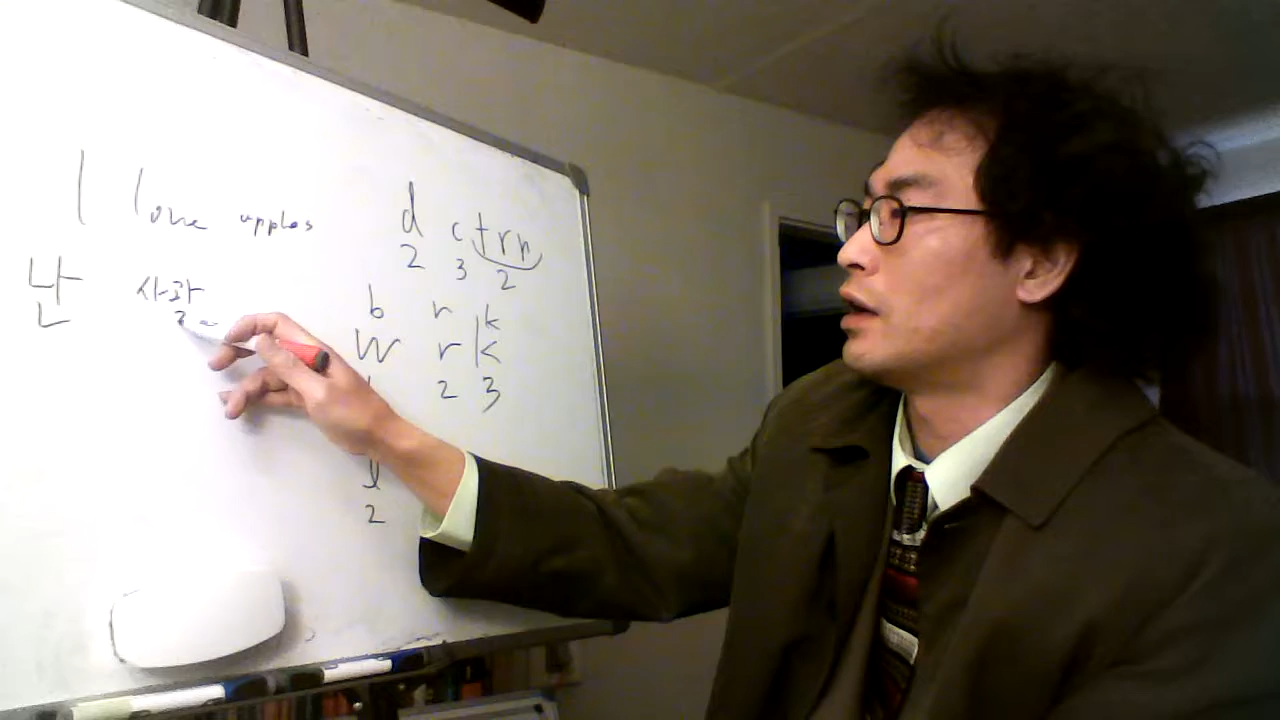 I love apples
난 사과
d c trn
2 3 2
b r k
w r k
2 3
l
2